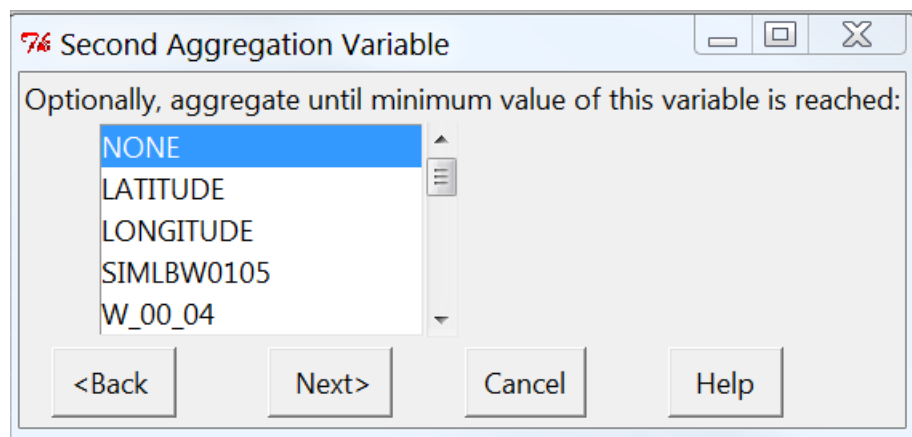 Second Aggregation Variable
Optionally, aggregate until minimum value of this variable is reached:
NONE
LATITUDE
LONGITUDE
SIMLBW0105
W_00_04
<Back Next> Cancel Help